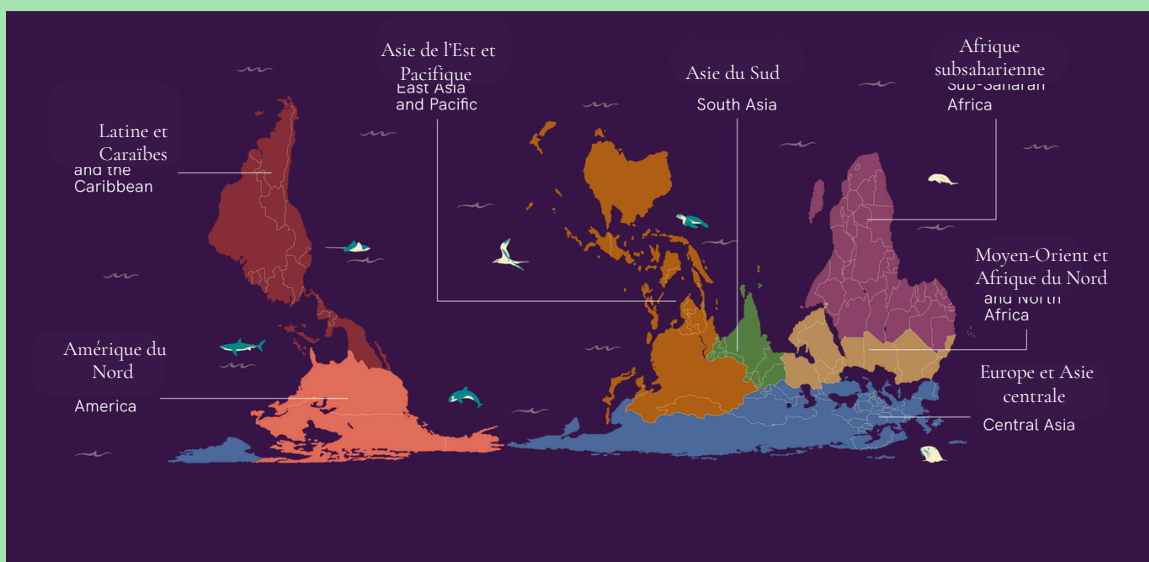 Asie de l'Est et
Pacifique
East Asia
and Pacific
Asie du Sud
South Asia
Afrique
subsaharienne
Sub-Saharan
Africa
Latine et
Caraïbes
and the
Caribbean
Moyen-Orient et
Afrique du Nord
and North
Africa
Amérique du
Nord
America
Europe et Asie
centrale
Central Asia